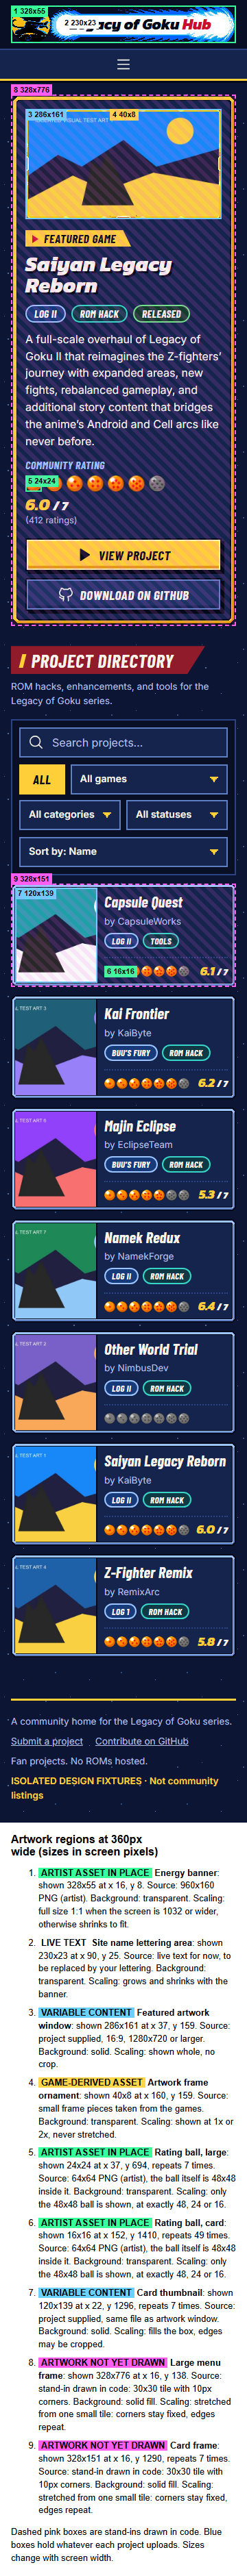 1 328x55
2 230x23
cy of Goku Hub
8 328x776
3 286x161
4 40x8
VISUAL TEST ART
FEATURED GAME
Saiyan Legacy
Reborn
LOG II
ROM HACK
RELEASED
A full-scale overhaul of Legacy of
Goku II that reimagines the Z-fighters'
journey with expanded areas, new
fights, rebalanced gameplay, and
additional story content that bridges
the anime's Android and Cell arcs like
never before.
COMMUNITY RATING
5 24x24
6.0 / 7
(412 ratings)
VIEW PROJECT
DOWNLOAD ON GITHUB
PROJECT DIRECTORY
ROM hacks, enhancements, and tools for the
Legacy of Goku series.
Search projects...
ALL
All games
All categories
All statuses
Sort by: Name
9 328x151
7 120x139
Capsule Quest
by CapsuleWorks
LOG II
TOOLS
6 16x16
6.1 / 7
L TEST ART 3
Kai Frontier
by KaiByte
BUU'S FURY
ROM HACK
6.2 / 7
L TEST ART 5
Majin Eclipse
by EclipseTeam
BUU'S FURY
ROM HACK
5.3 / 7
L TEST ART 7
Namek Redux
by NamekForge
LOG II
ROM HACK
6.4 / 7
L TEST ART 2
Other World Trial
by NimbusDev
LOG II
ROM HACK
L TEST ART 1
Saiyan Legacy Reborn
by KaiByte
LOG II
ROM HACK
6.0 / 7
L TEST ART 4
Z-Fighter Remix
by RemixArc
LOG 1
ROM HACK
5.8 / 7
A community home for the Legacy of Goku series.
Submit a project
Contribute on GitHub
Fan projects. No ROMs hosted.
ISOLATED DESIGN FIXTURES · Not community
listings
Artwork regions at 360px
wide (sizes in screen pixels)
1. ARTIST ASSET IN PLACE Energy banner:
shown 328x55 at x 16, y 8. Source: 960x160
PNG (artist). Background: transparent. Scaling:
full size 1:1 when the screen is 1032 or wider,
otherwise shrinks to fit.
2. LIVE TEXT Site name lettering area: shown
230x23 at x 90, y 25. Source: live text for now, to
be replaced by your lettering. Background:
transparent. Scaling: grows and shrinks with the
banner.
3. VARIABLE CONTENT Featured artwork
window: shown 286x161 at x 37, y 159. Source:
project supplied, 16:9, 1280x720 or larger.
Background: solid. Scaling: shown whole, no
crop.
4. GAME-DERIVED ASSET Artwork frame
ornament: shown 40x8 at x 160, y 159. Source:
small frame pieces taken from the games.
Background: transparent. Scaling: shown at 1x or
2x, never stretched.
5. ARTIST ASSET IN PLACE Rating ball, large:
shown 24x24 at x 37, y 694, repeats 7 times.
Source: 64x64 PNG (artist), the ball itself is 48x48
inside it. Background: transparent. Scaling: only
the 48x48 ball is shown, at exactly 48, 24 or 16.
6. ARTIST ASSET IN PLACE Rating ball, card:
shown 16x16 at x 152, y 1410, repeats 49 times.
Source: 64x64 PNG (artist), the ball itself is 48x48
inside it. Background: transparent. Scaling: only
the 48x48 ball is shown, at exactly 48, 24 or 16.
7. VARIABLE CONTENT Card thumbnail: shown
120x139 at x 22, y 1296, repeats 7 times. Source:
project supplied, same file as artwork window.
Background: solid. Scaling: fills the box, edges
may be cropped.
8. ARTWORK NOT YET DRAWN Large menu
frame: shown 328x776 at x 16, y 138. Source:
stand-in drawn in code: 30x30 tile with 10px
corners. Background: solid fill. Scaling: stretched
from one small tile: corners stay fixed, edges
repeat.
9. ARTWORK NOT YET DRAWN Card frame:
shown 328x151 at x 16, y 1290, repeats 7 times.
Source: stand-in drawn in code: 30x30 tile with
10px corners. Background: solid fill. Scaling:
stretched from one small tile: corners stay fixed,
edges repeat.
Dashed pink boxes are stand-ins drawn in code. Blue
boxes hold whatever each project uploads. Sizes
change with screen width.